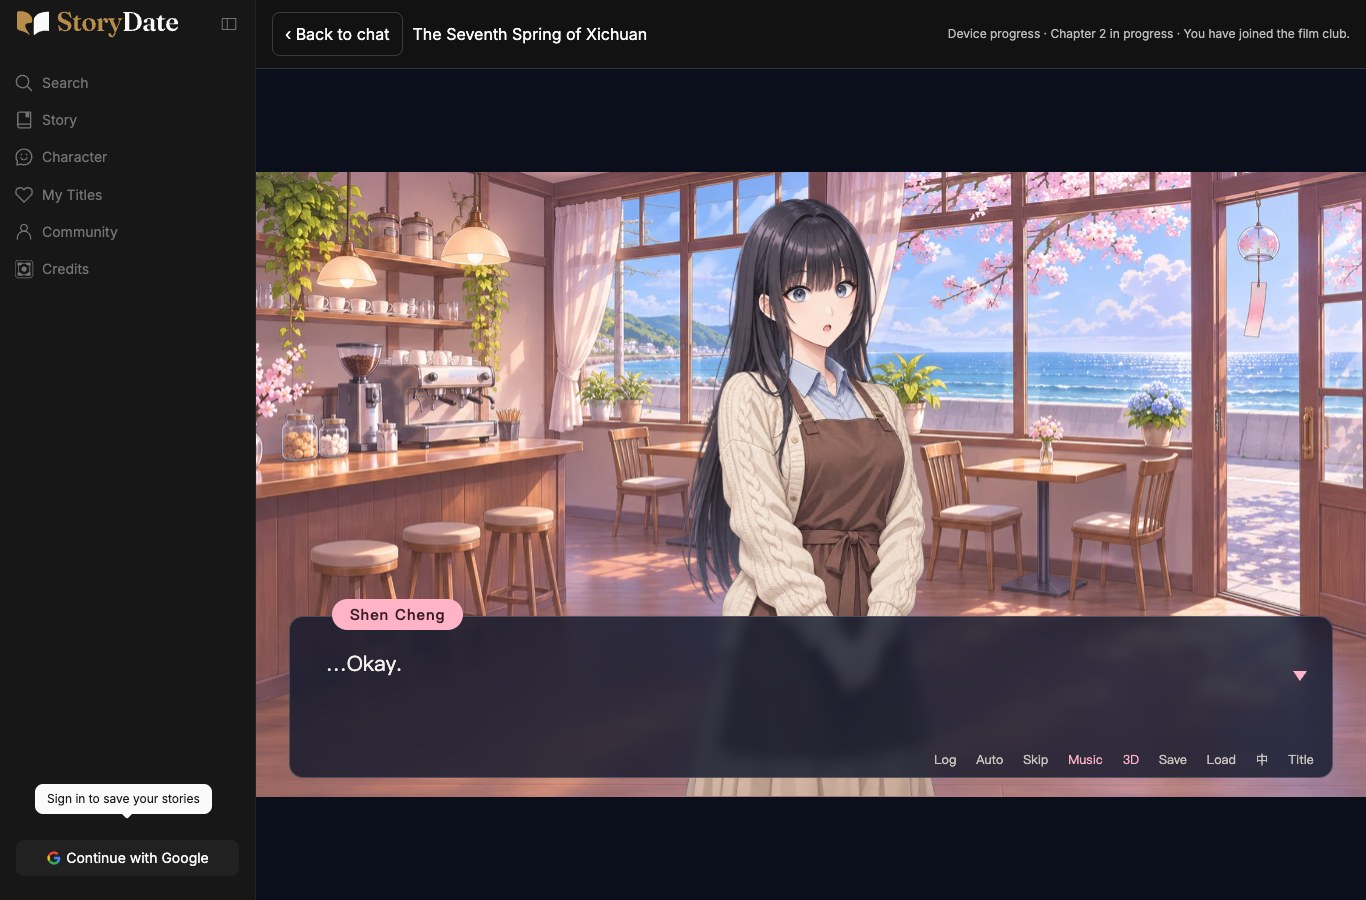 StoryDate
Search
Story
Character
My Titles
Community
Credits
Sign in to save your stories
Continue with Google
‹ Back to chat
The Seventh Spring of Xichuan
Device progress · Chapter 2 in progress · You have joined the film club.
Shen Cheng
...Okay.
Log Auto Skip Music 3D Save Load 中 Title